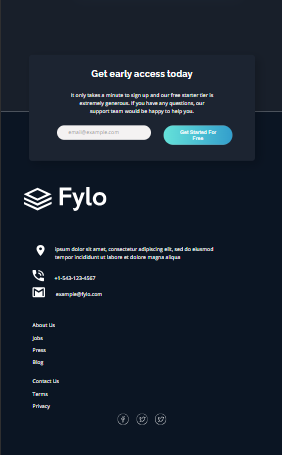 Get early access today
It only takes a minute to sign up and our free starter tier is
extremely generous. If you have any questions, our
support team would be happy to help you.
email@example.com
Get Started For
Free
Fylo
ipsum dolor sit amet, consectetur adipiscing elit, sed do eiusmod
tempor incididunt ut labore et dolore magna aliqua
+1-543-123-4567
example@fylo.com
About Us
Jobs
Press
Blog
Contact Us
Terms
Privacy